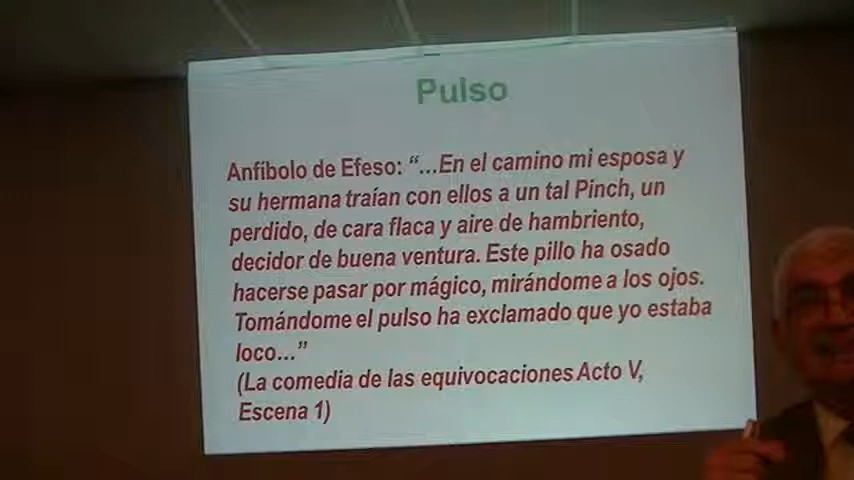 Pulso
Anfíbolo de Efeso: “...En el camino mi esposa y
su hermana traían con ellos a un tal Pinch, un
perdido, de cara flaca y aire de hambriento,
decidor de buena ventura. Este pillo ha osado
hacerse pasar por mágico, mirándome a los ojos.
Tomándome el pulso ha exclamado que yo estaba
loco...”
(La comedia de las equivocaciones Acto V,
Escena 1)